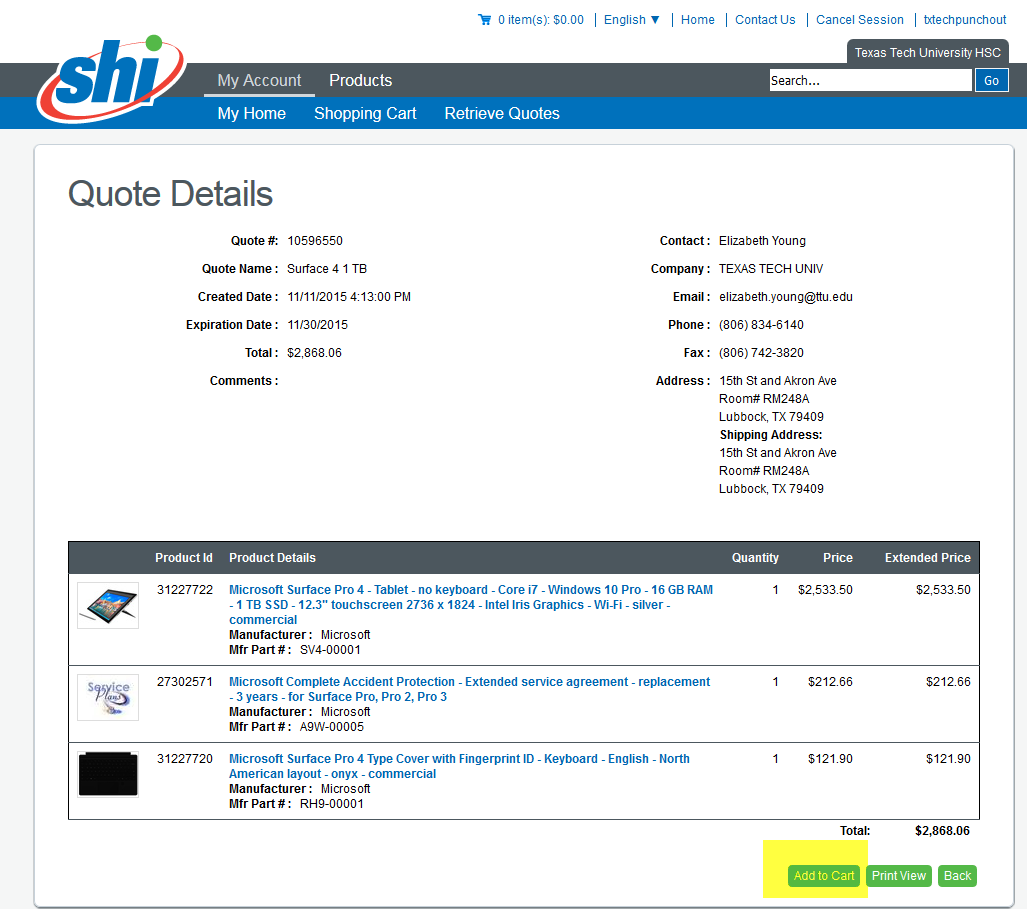 0 item(s): $0.00 English ▼ Home Contact Us Cancel Session txtechpunchout
Texas Tech University HSC
shi
My Account Products
Search... Go
My Home Shopping Cart Retrieve Quotes
Quote Details
Quote #: 10596550
Quote Name : Surface 4 1 TB
Created Date : 11/11/2015 4:13:00 PM
Expiration Date : 11/30/2015
Total : $2,868.06
Comments :
Contact : Elizabeth Young
Company : TEXAS TECH UNIV
Email : elizabeth.young@ttu.edu
Phone : (806) 834-6140
Fax : (806) 742-3820
Address : 15th St and Akron Ave
Room# RM248A
Lubbock, TX 79409
Shipping Address:
15th St and Akron Ave
Room# RM248A
Lubbock, TX 79409
Product Id Product Details Quantity Price Extended Price
31227722 Microsoft Surface Pro 4 - Tablet - no keyboard - Core i7 - Windows 10 Pro - 16 GB RAM 1 $2,533.50 $2,533.50
- 1 TB SSD - 12.3" touchscreen 2736 x 1824 - Intel Iris Graphics - Wi-Fi - silver -
commercial
Manufacturer : Microsoft
Mfr Part # : SV4-00001
Service Plans
27302571 Microsoft Complete Accident Protection - Extended service agreement - replacement 1 $212.66 $212.66
- 3 years - for Surface Pro, Pro 2, Pro 3
Manufacturer : Microsoft
Mfr Part # : A9W-00005
31227720 Microsoft Surface Pro 4 Type Cover with Fingerprint ID - Keyboard - English - North 1 $121.90 $121.90
American layout - onyx - commercial
Manufacturer : Microsoft
Mfr Part # : RH9-00001
Total: $2,868.06
Add to Cart Print View Back